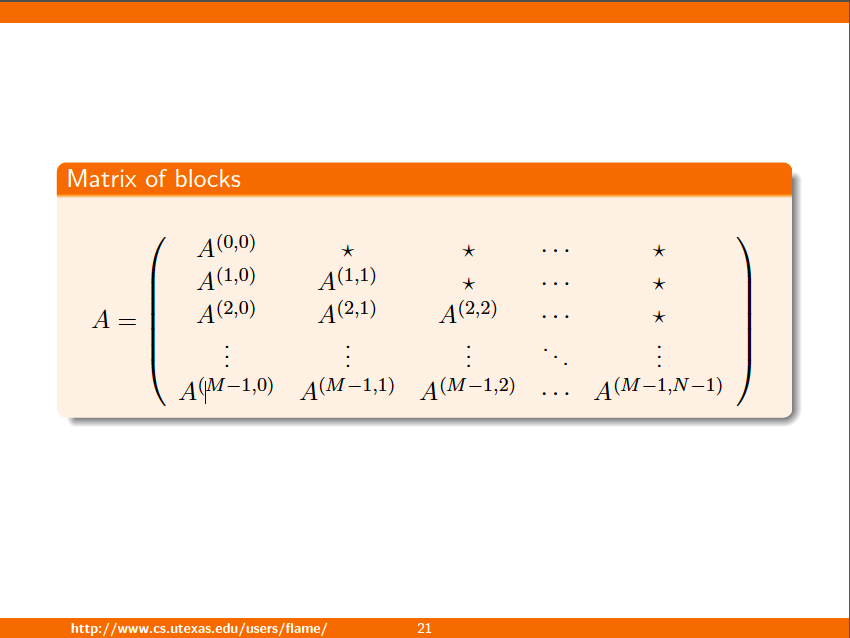 Matrix of blocks
A^(0,0) ⋆ ⋆ ⋯ ⋆
A^(1,0) A^(1,1) ⋆ ⋯ ⋆
A^(2,0) A^(2,1) A^(2,2) ⋯ ⋆
A =
⋮ ⋮ ⋮ ⋱ ⋮
A^(M−1,0) A^(M−1,1) A^(M−1,2) ⋯ A^(M−1,N−1)
http://www.cs.utexas.edu/users/flame/ 21